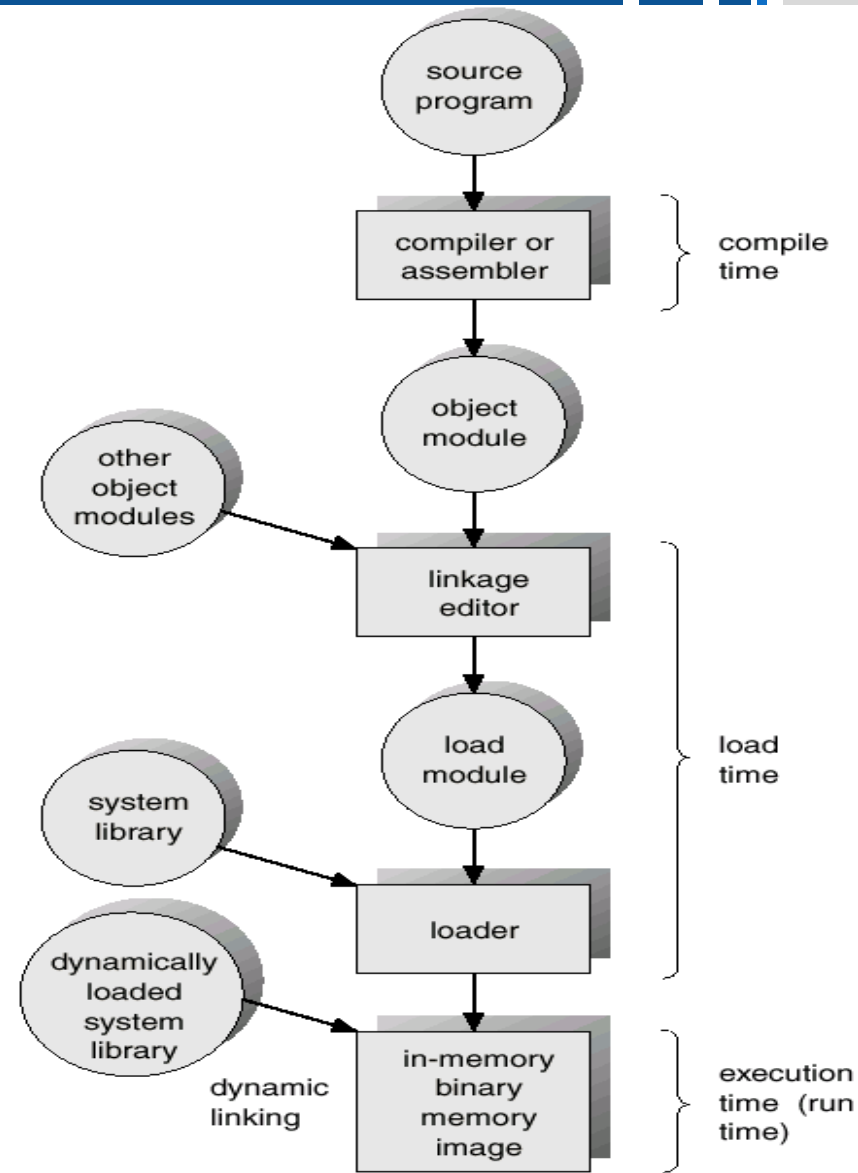 source
program
compiler or
assembler
compile
time
object
module
other
object
modules
linkage
editor
load
module
load
time
system
library
loader
dynamically
loaded
system
library
dynamic
linking
in-memory
binary
memory
image
execution
time (run
time)